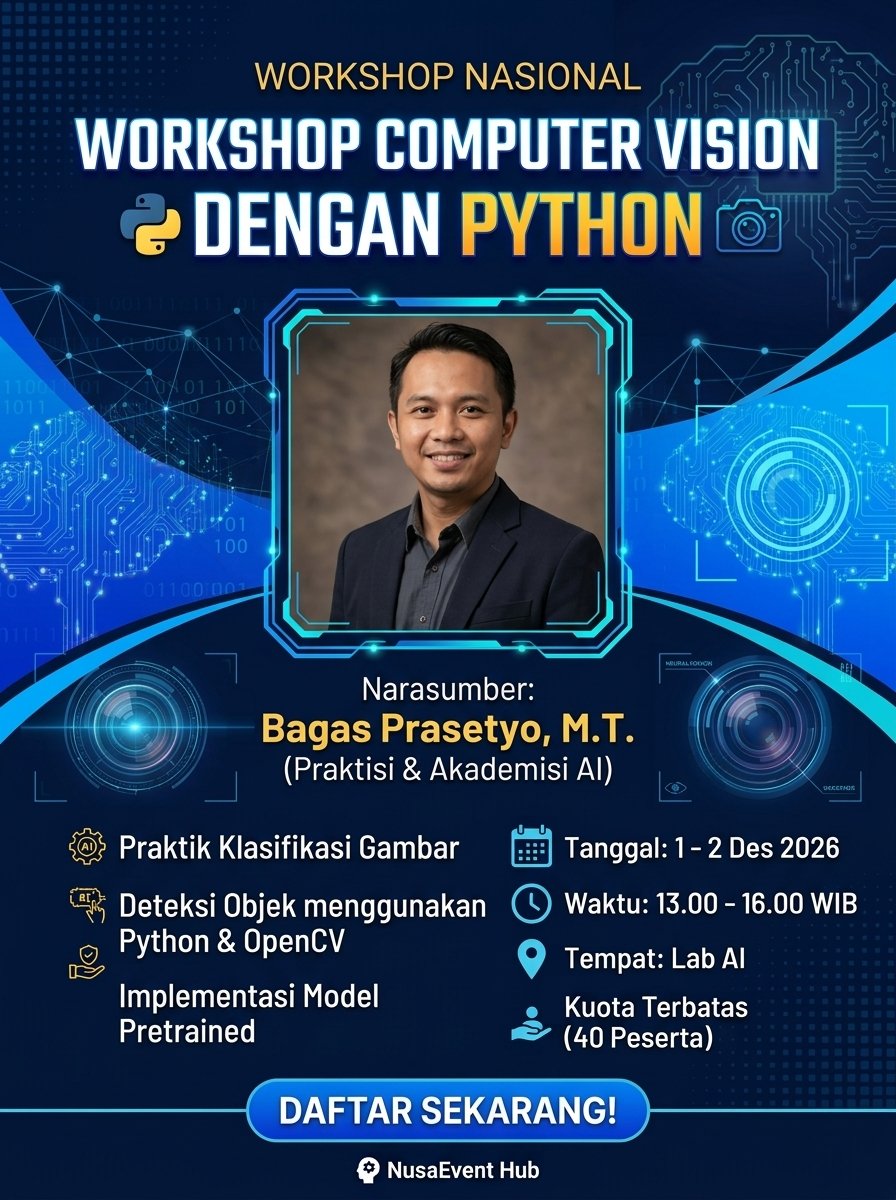 WORKSHOP NASIONAL
WORKSHOP COMPUTER VISION
DENGAN PYTHON
Narasumber:
Bagas Prasetyo, M.T.
(Praktisi & Akademisi AI)
Praktik Klasifikasi Gambar
Deteksi Objek menggunakan
Python & OpenCV
Implementasi Model
Pretrained
Tanggal: 1 - 2 Des 2026
Waktu: 13.00 - 16.00 WIB
Tempat: Lab AI
Kuota Terbatas
(40 Peserta)
DAFTAR SEKARANG!
NusaEvent Hub